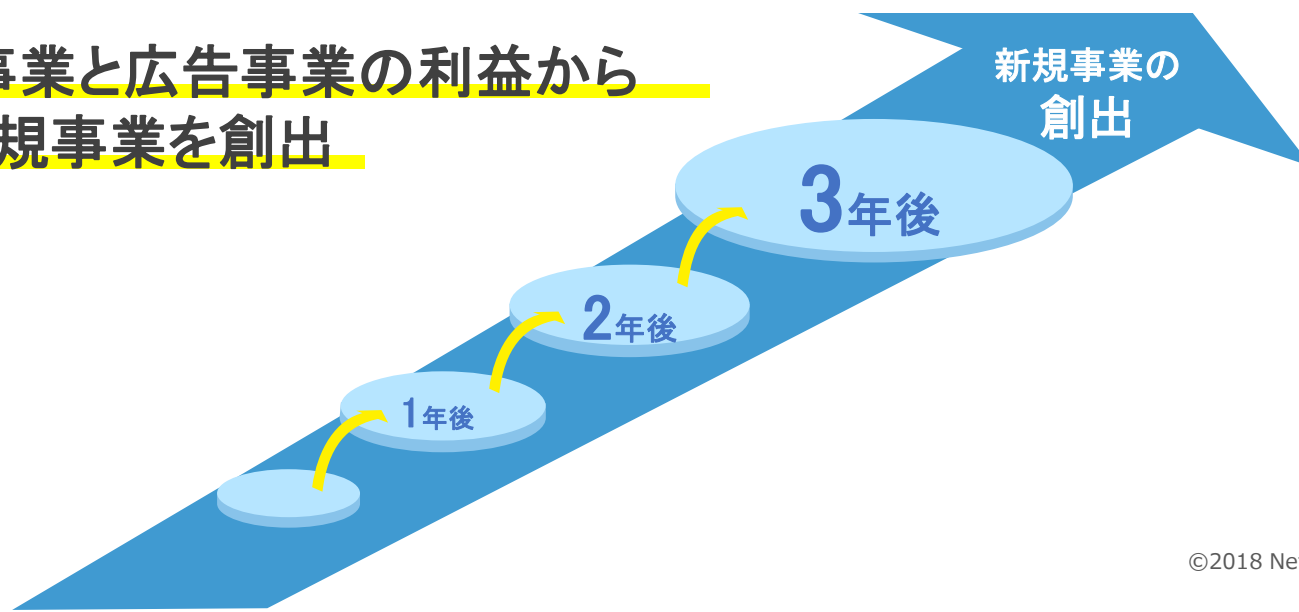 事業と広告事業の利益から
規事業を創出
新規事業の
創出
3年後
2年後
1年後
©2018 Ne